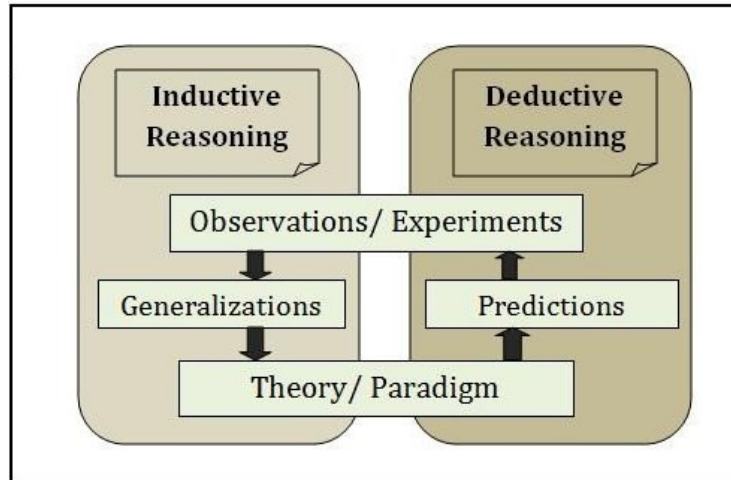 Inductive
Reasoning
Deductive
Reasoning
Observations/ Experiments
Generalizations
Predictions
Theory/ Paradigm